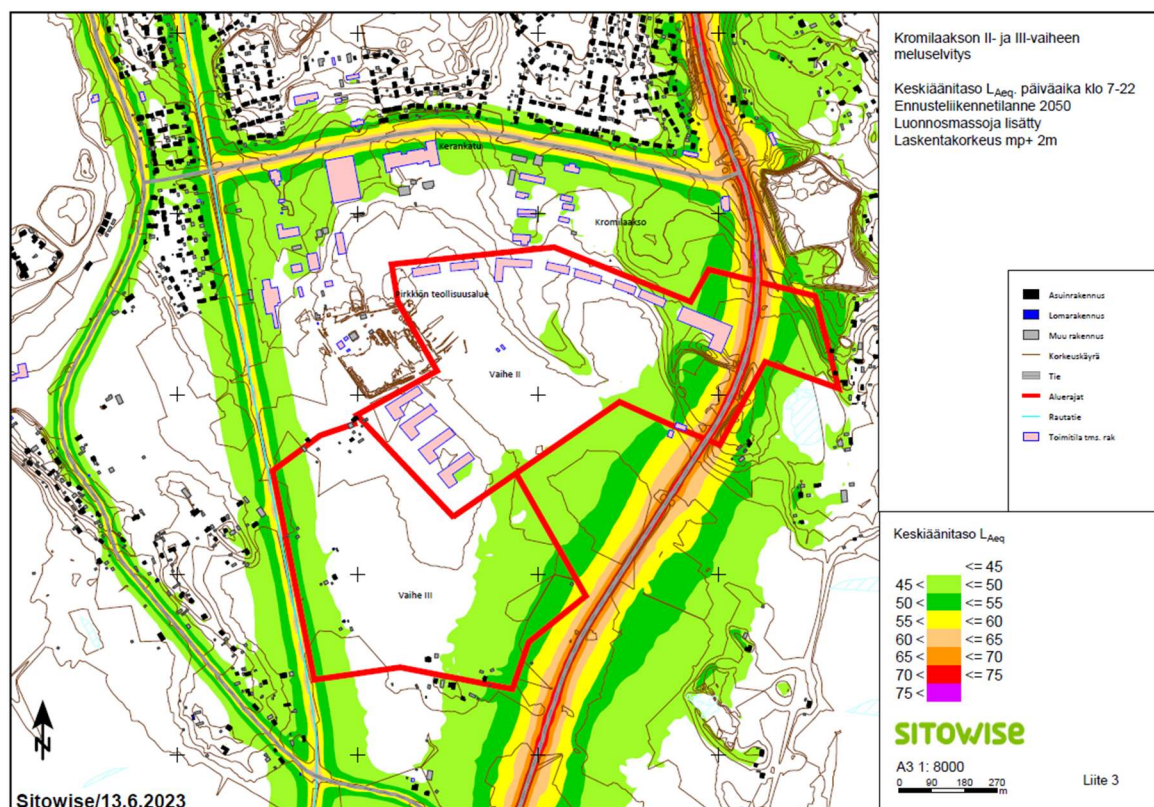 Kromilaakson II- ja III-vaiheen
meluselvitys
Keskiäänitaso LAeq, päiväaika klo 7-22
Ennusteliikennetilanne 2050
Luonnosmassoja lisätty
Laskentakorkeus mp+ 2m
Kerankatu
Kromilaakso
Pirkkiön teollisuusalue
Vaihe II
Vaihe III
Asuinrakennus
Lomarakennus
Muu rakennus
Korkeuskäyrä
Tie
Aluerajat
Rautatie
Toimitila tms. rak
Keskiäänitaso LAeq
<= 45
45 < <= 50
50 < <= 55
55 < <= 60
60 < <= 65
65 < <= 70
70 < <= 75
75 <
SITOWISE
A3 1: 8000
0 90 180 270
m
Liite 3
N
Sitowise/13.6.2023